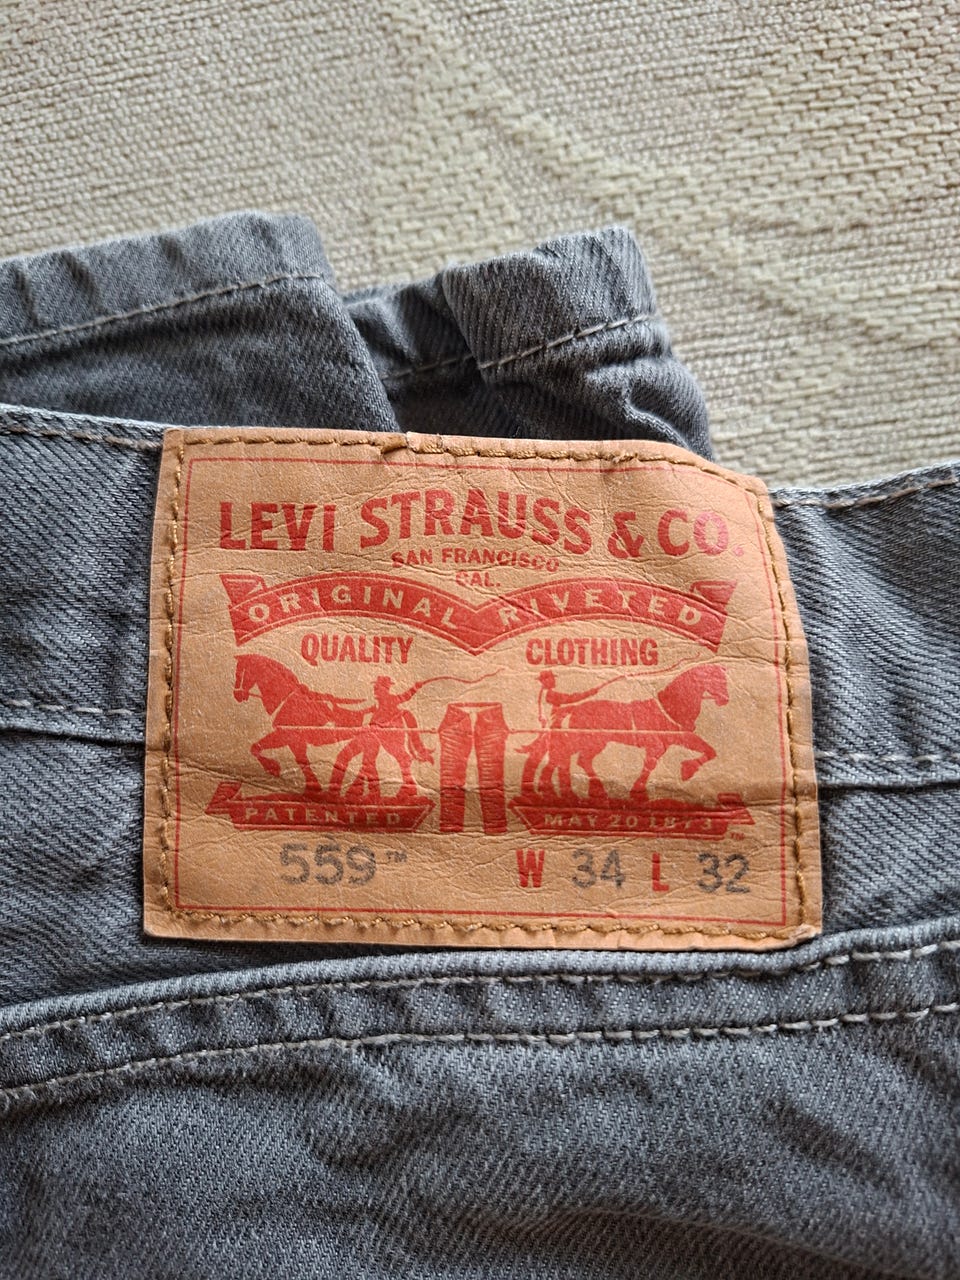 LEVI STRAUSS & CO.
SAN FRANCISCO
CAL.
ORIGINAL RIVETED
QUALITY CLOTHING
PATENTED MAY 20 1873
559™ W 34 L 32